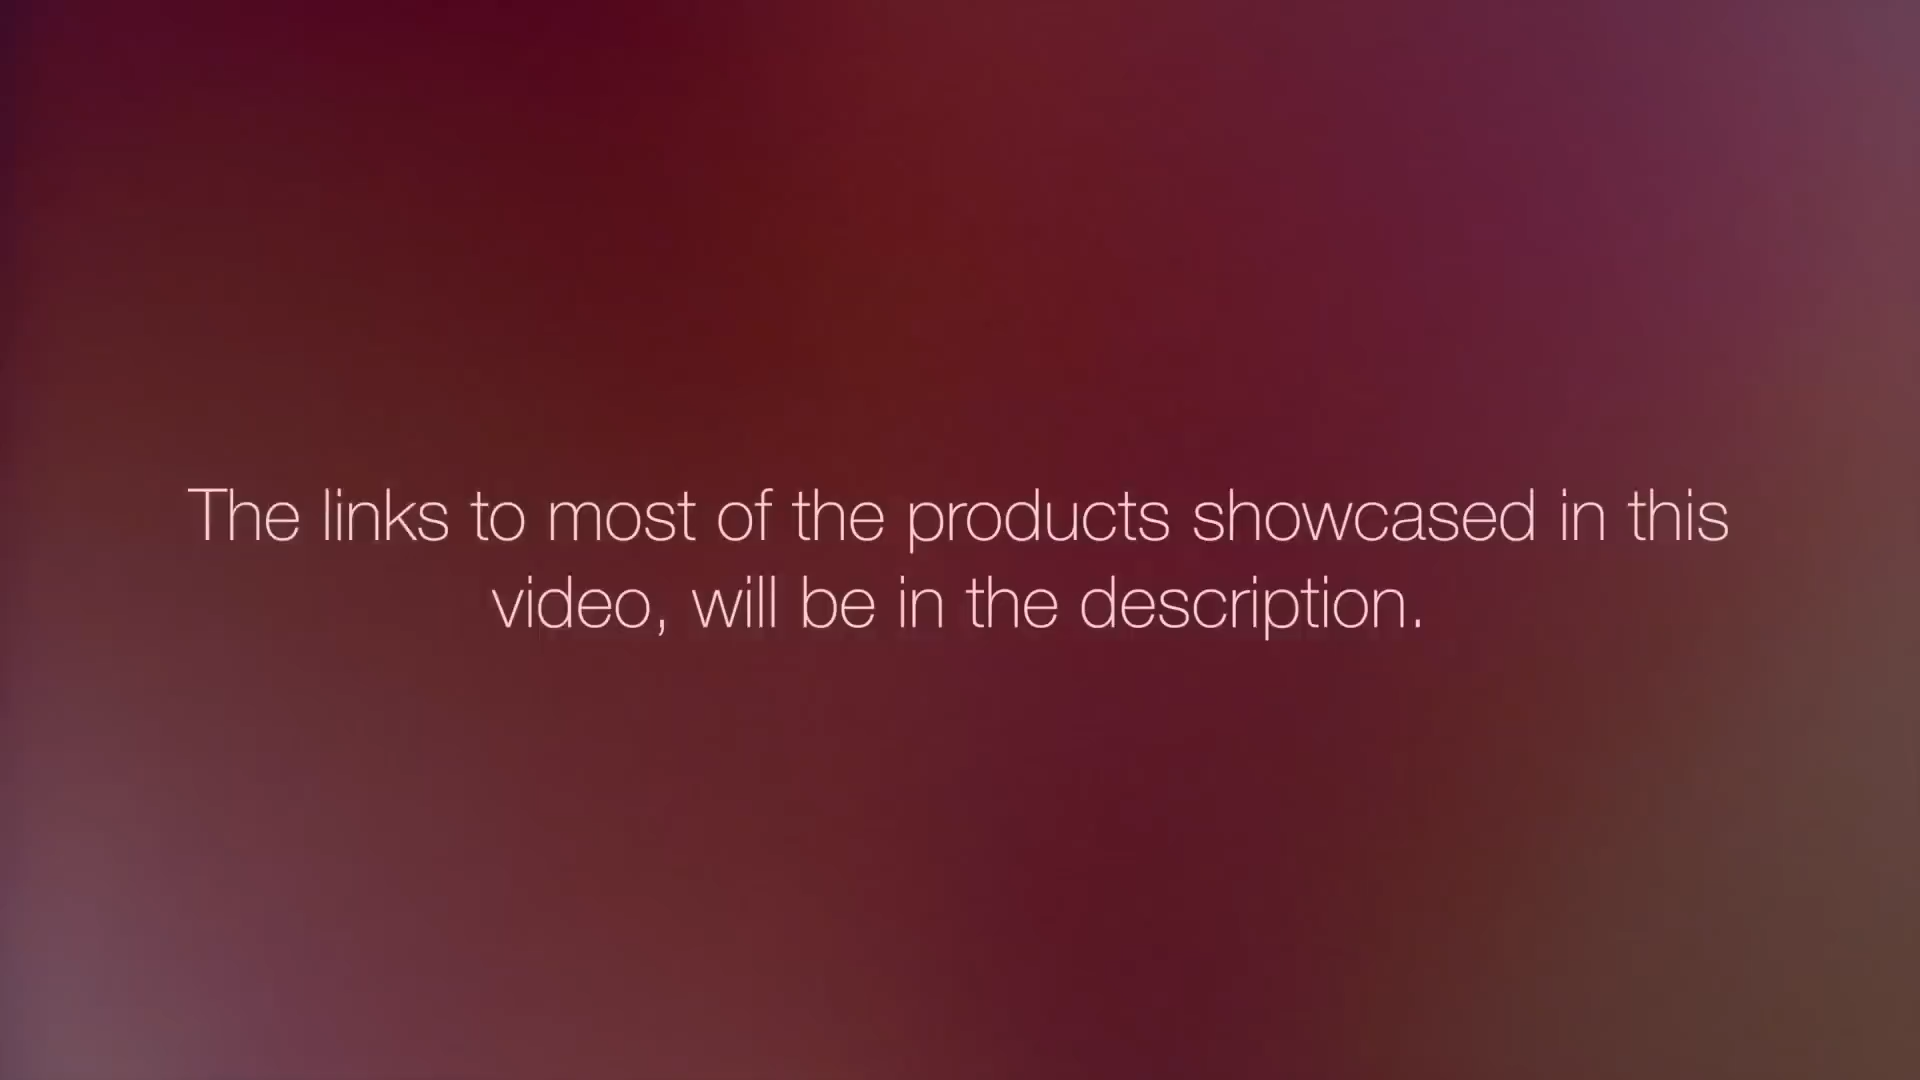 The links to most of the products showcased in this
video, will be in the description.